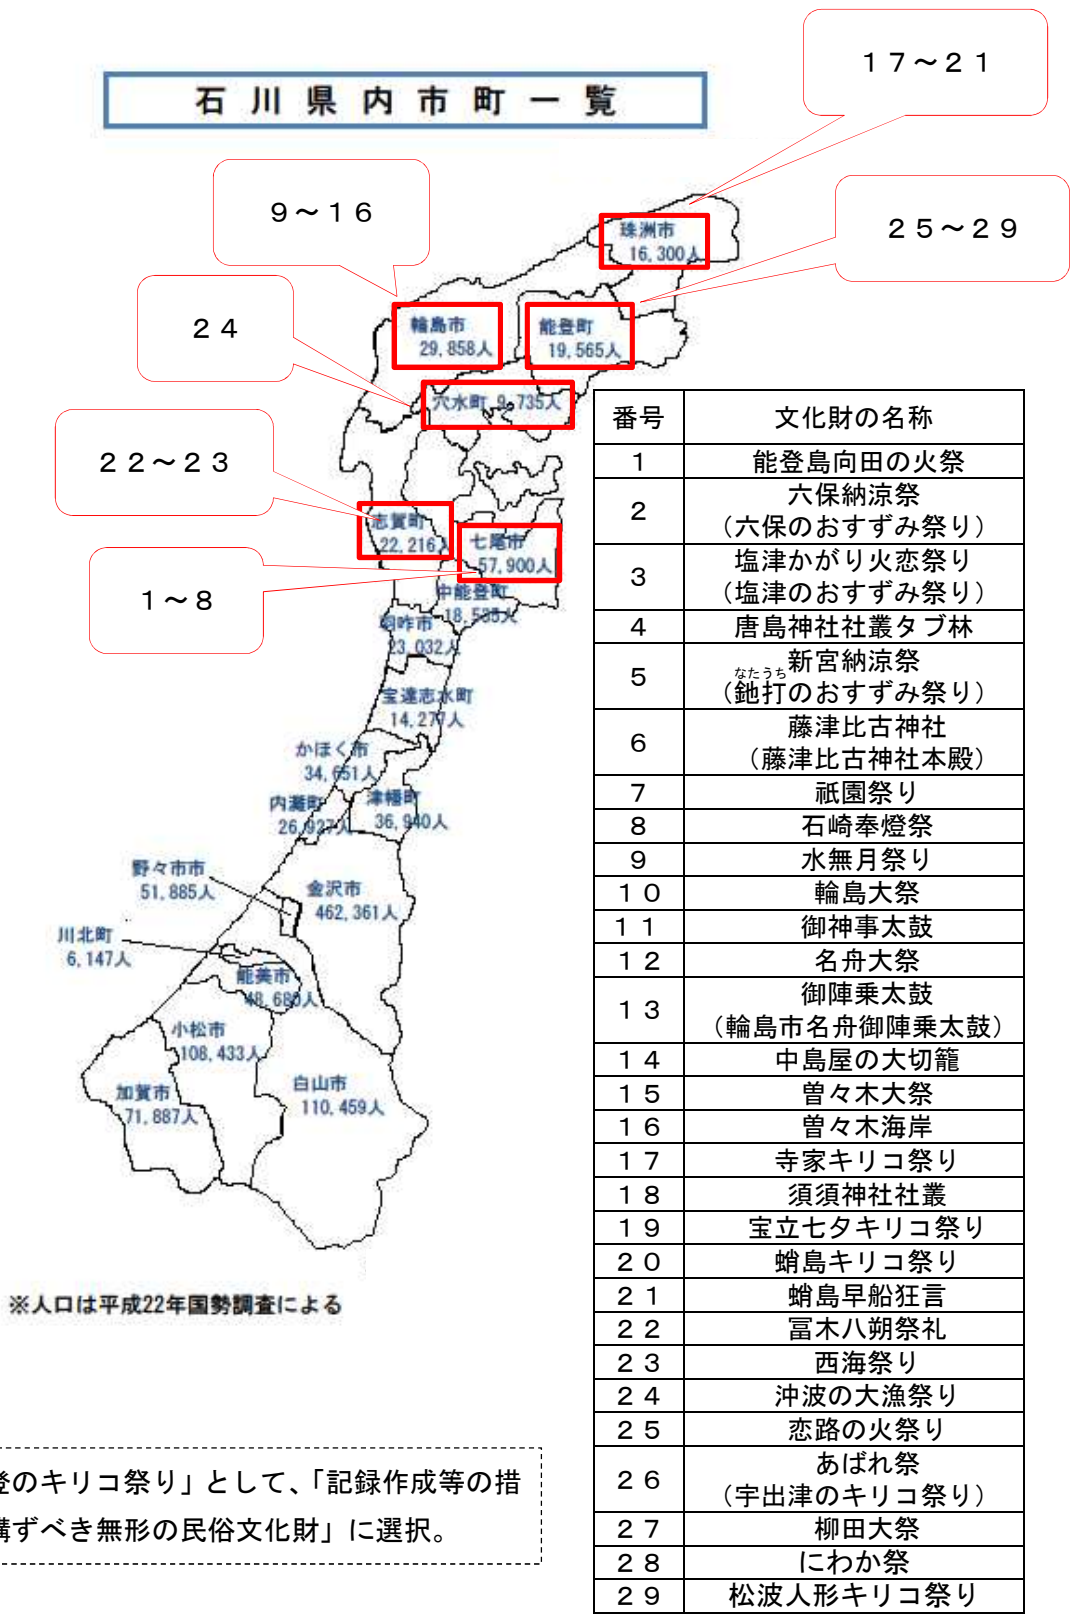 石川県内市町一覧
１７～２１
９～１６
２５～２９
珠洲市
16,300人
２４
輪島市
29,858人
能登町
19,565人
穴水町 9,735人
２２～２３
志賀町
22,216人
七尾市
57,900人
１～８
中能登町
18,535人
羽咋市
23,032人
宝達志水町
14,277人
かほく市
34,651人
内灘町
26,927人
津幡町
36,940人
野々市市
51,885人
金沢市
462,361人
川北町
6,147人
能美市
48,680人
小松市
108,433人
加賀市
71,887人
白山市
110,459人
※人口は平成22年国勢調査による
登のキリコ祭り」として、「記録作成等の措
講ずべき無形の民俗文化財」に選択。
番号 文化財の名称
１ 能登島向田の火祭
２ 六保納涼祭
（六保のおすずみ祭り）
３ 塩津かがり火恋祭り
（塩津のおすずみ祭り）
４ 唐島神社社叢タブ林
５ 新宮納涼祭
なたうち
（釶打のおすずみ祭り）
６ 藤津比古神社
（藤津比古神社本殿）
７ 祇園祭り
８ 石崎奉燈祭
９ 水無月祭り
１０ 輪島大祭
１１ 御神事太鼓
１２ 名舟大祭
１３ 御陣乗太鼓
（輪島市名舟御陣乗太鼓）
１４ 中島屋の大切籠
１５ 曽々木大祭
１６ 曽々木海岸
１７ 寺家キリコ祭り
１８ 須須神社社叢
１９ 宝立七夕キリコ祭り
２０ 蛸島キリコ祭り
２１ 蛸島早船狂言
２２ 冨木八朔祭礼
２３ 西海祭り
２４ 沖波の大漁祭り
２５ 恋路の火祭り
２６ あばれ祭
（宇出津のキリコ祭り）
２７ 柳田大祭
２８ にわか祭
２９ 松波人形キリコ祭り